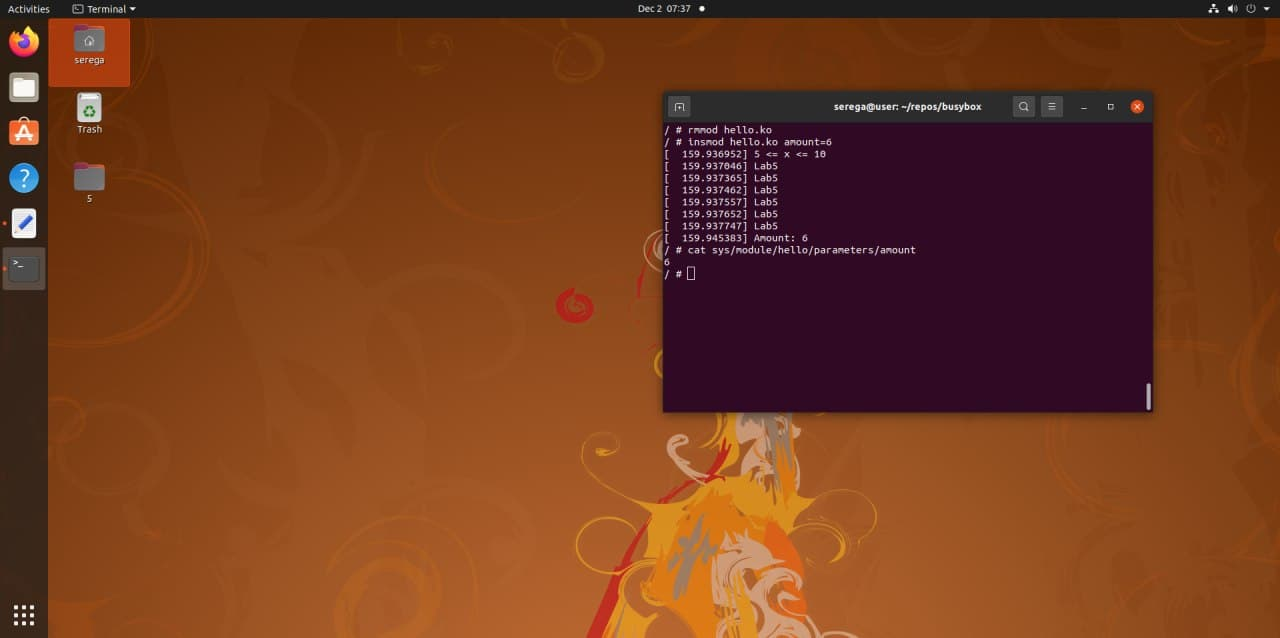 Activities
Terminal
Dec 2 07:37
serega
Trash
5
serega@user: ~/repos/busybox
/ # rmmod hello.ko
/ # insmod hello.ko amount=6
[  159.936952] 5 <= x <= 10
[  159.937046] Lab5
[  159.937365] Lab5
[  159.937462] Lab5
[  159.937557] Lab5
[  159.937652] Lab5
[  159.937747] Lab5
[  159.945383] Amount: 6
/ # cat sys/module/hello/parameters/amount
6
/ #